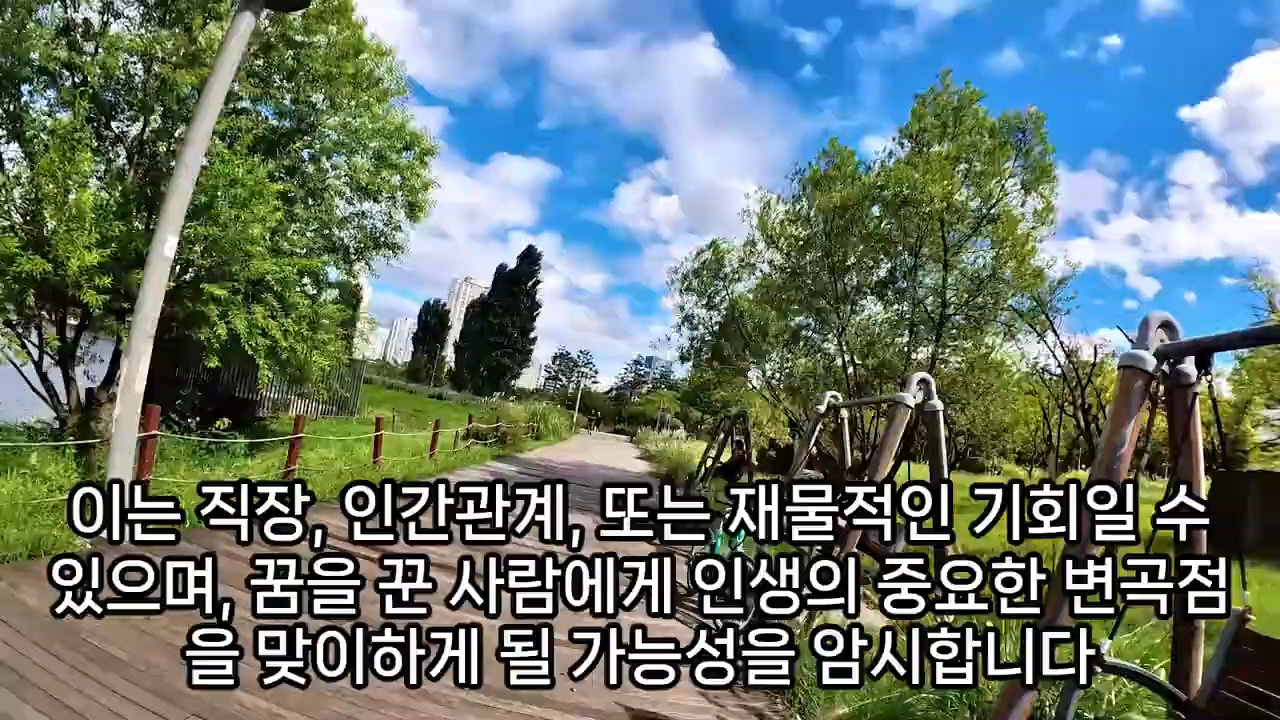 이는 직장, 인간관계, 또는 재물적인 기회일 수
있으며, 꿈을 꾼 사람에게 인생의 중요한 변곡점
을 맞이하게 될 가능성을 암시합니다